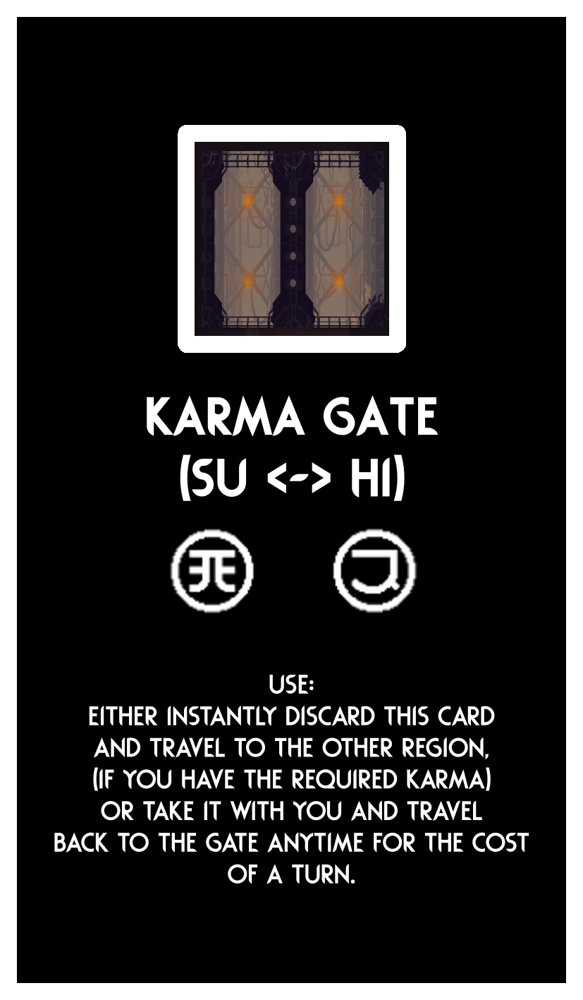 KARMA GATE
(SU <-> HI)
USE:
EITHER INSTANTLY DISCARD THIS CARD
AND TRAVEL TO THE OTHER REGION,
(IF YOU HAVE THE REQUIRED KARMA)
OR TAKE IT WITH YOU AND TRAVEL
BACK TO THE GATE ANYTIME FOR THE COST
OF A TURN.